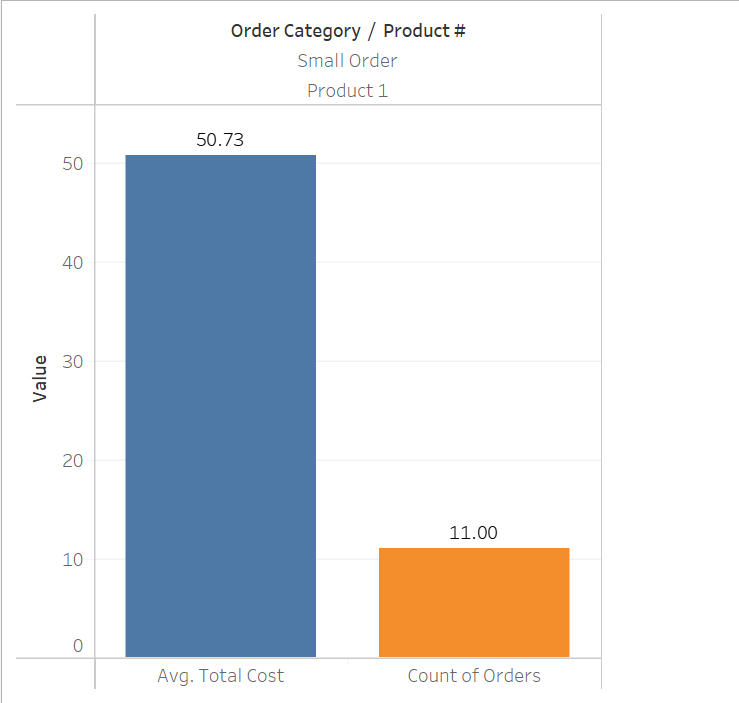 Order Category / Product #
Small Order
Product 1
50.73
50
40
30
Value
20
11.00
10
0
Avg. Total Cost
Count of Orders